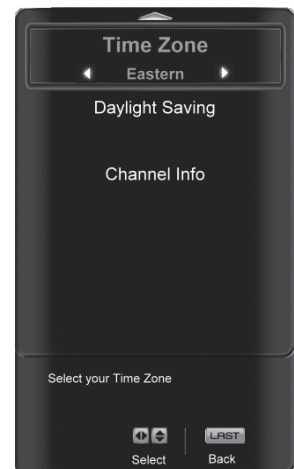 Time Zone
Eastern
Daylight Saving
Channel Info
Select your Time Zone
LAST
Select Back